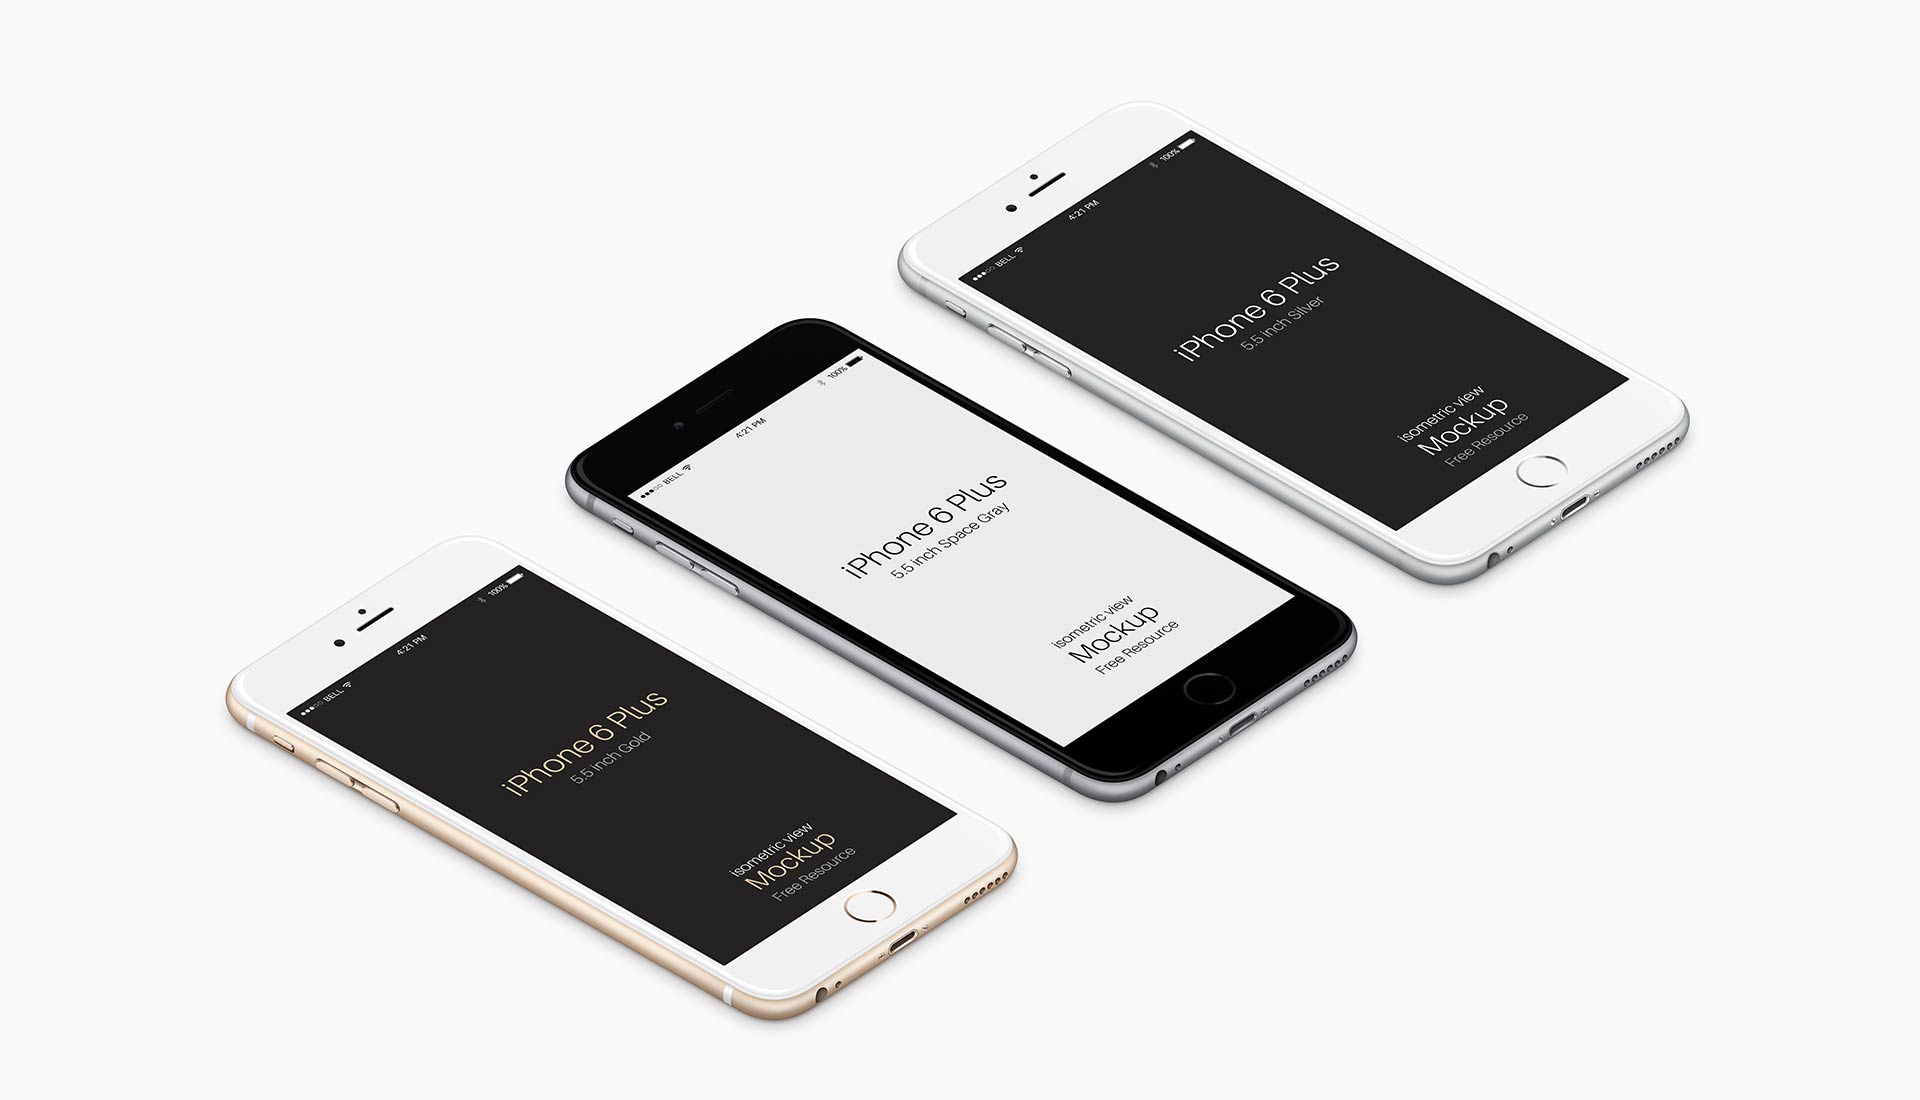 BELL
4:21 PM
100%
iPhone 6 Plus
5.5 inch Gold
isometric view
Mockup
Free Resource
BELL
4:21 PM
100%
iPhone 6 Plus
5.5 inch Space Gray
isometric view
Mockup
Free Resource
BELL
4:21 PM
100%
iPhone 6 Plus
5.5 inch Silver
isometric view
Mockup
Free Resource